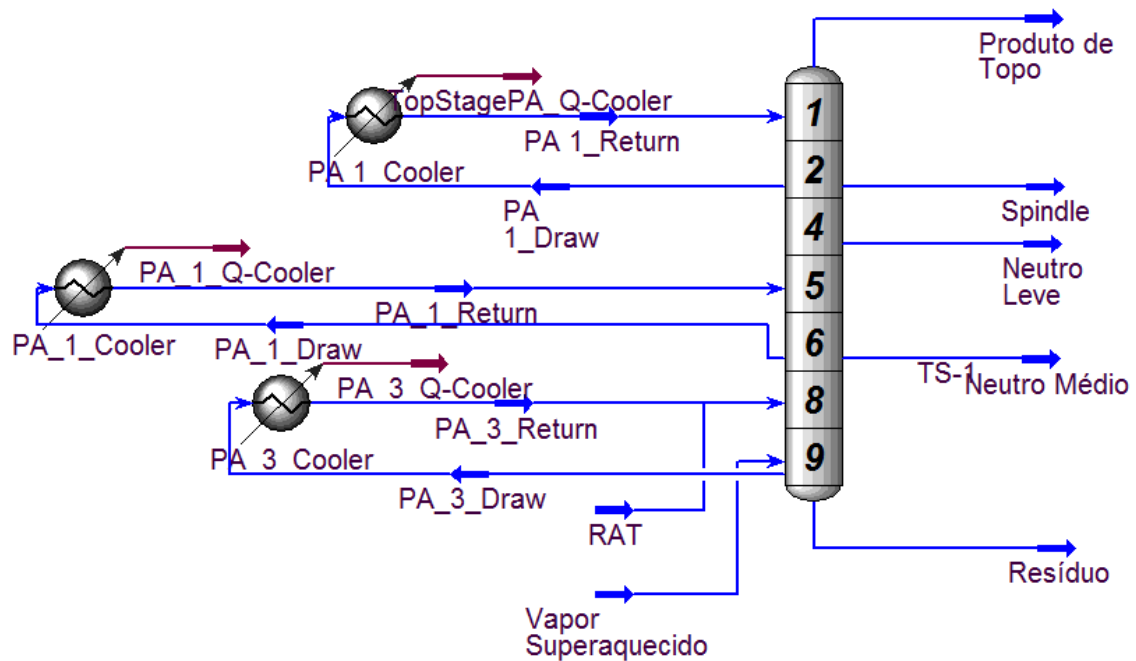 Produto de
Topo
TopStagePA_Q-Cooler
1
PA 1_Return
PA 1_Cooler
2
PA
1_Draw
Spindle
4
Neutro
Leve
PA_1_Q-Cooler
5
PA_1_Return
PA_1_Cooler
PA_1_Draw
6
TS-1
Neutro Médio
PA_3_Q-Cooler
8
PA_3_Return
PA_3_Cooler
9
PA_3_Draw
RAT
Resíduo
Vapor
Superaquecido